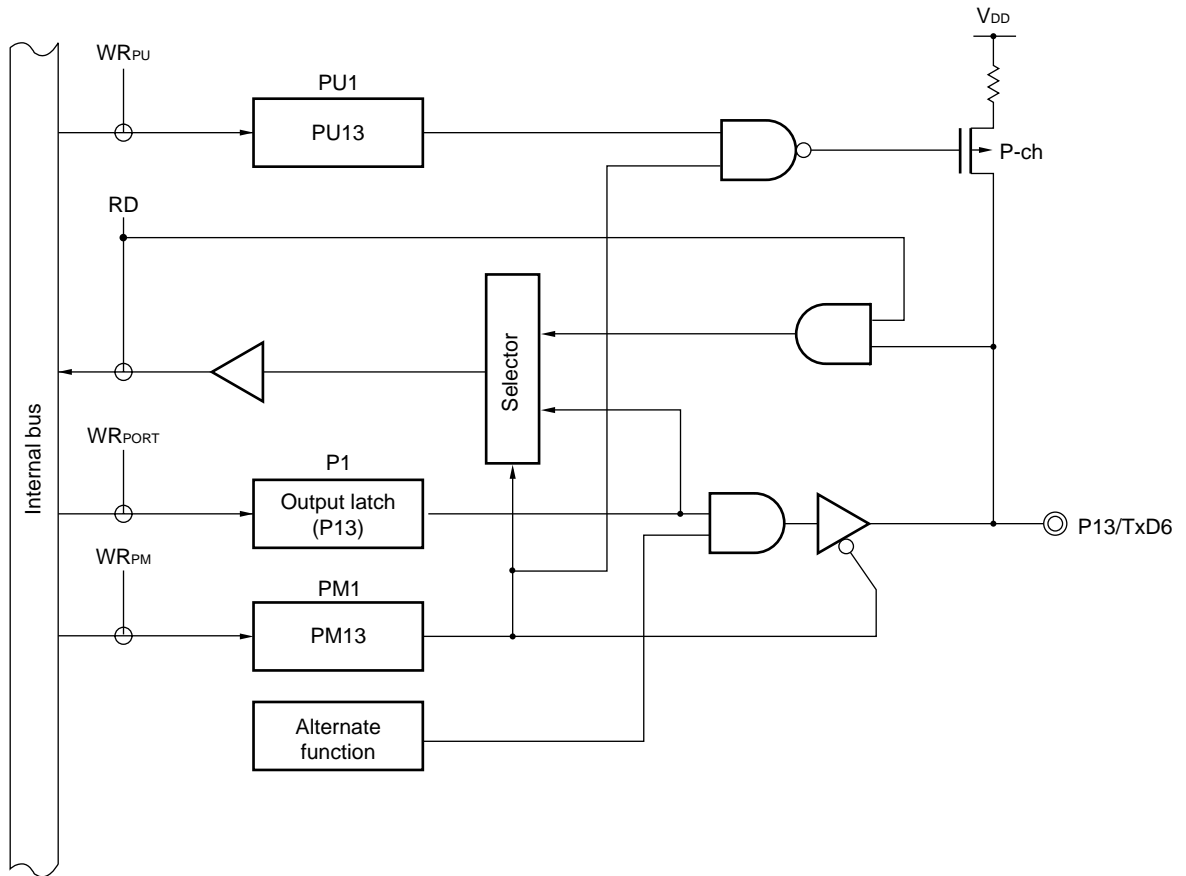 VDD
WRPU
PU1
PU13
P-ch
RD
Selector
Internal bus
WRPORT
P1
Output latch
(P13)
P13/TxD6
WRPM
PM1
PM13
Alternate
function